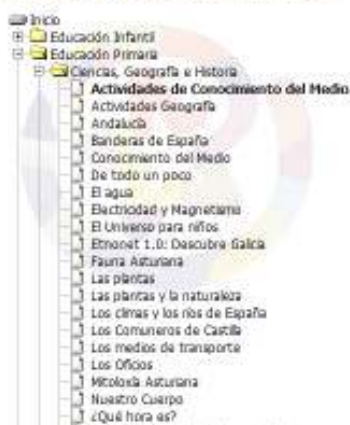 Inicio
Educación Infantil
Educación Primaria
Ciencias, Geografía e Historia
Actividades de Conocimiento del Medio
Actividades Geografía
Andalucía
Banderas de España
Conocimiento del Medio
De todo un poco
El agua
Electricidad y Magnetismo
El Universo para niños
Etnonet 1.0: Descubre Galica
Fauna Asturiana
Las plantas
Las plantas y la naturaleza
Los climas y los ríos de España
Los Comuneros de Castilla
Los medios de transporte
Los Oficios
Mitoloxía Asturiana
Nuestro Cuerpo
¿Qué hora es?